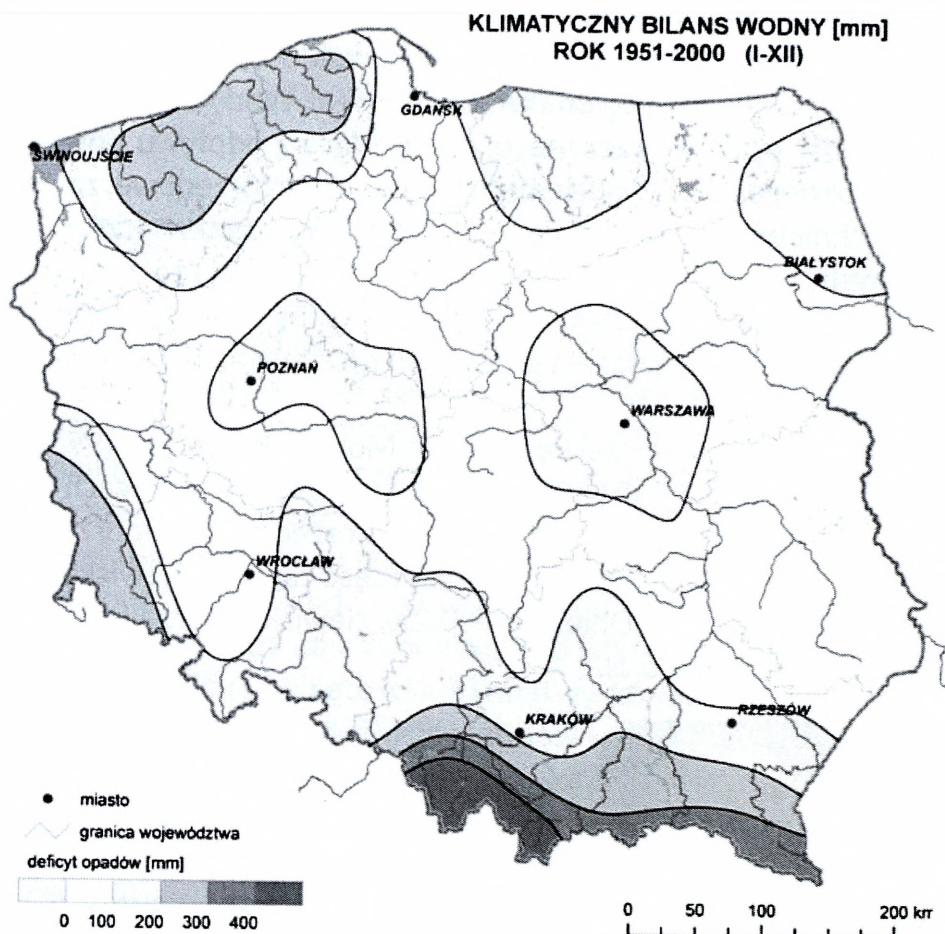 KLIMATYCZNY BILANS WODNY [mm]
ROK 1951-2000 (I-XII)
GDAŃSK
ŚWINOUJŚCIE
BIAŁYSTOK
POZNAŃ
WARSZAWA
WROCŁAW
KRAKÓW
RZESZÓW
miasto
granica województwa
deficyt opadów [mm]
0 100 200 300 400
0 50 100 200 km